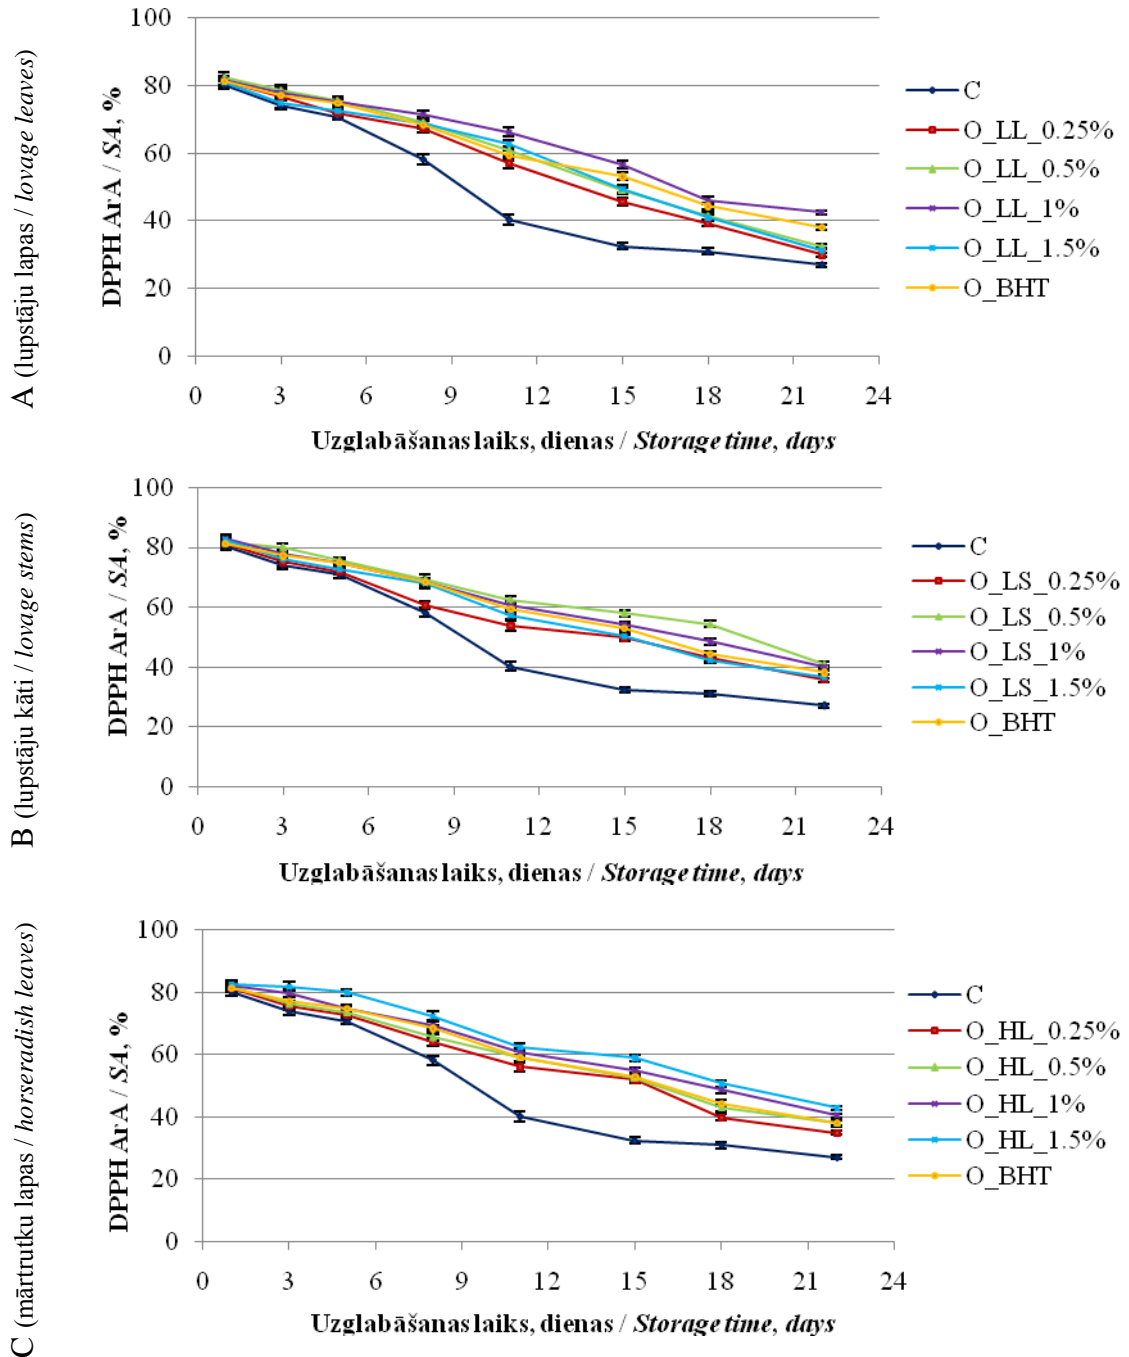 A (lupstāju lapas / lovage leaves)
DPPH ArA / SA, %
100
80
60
40
20
0
0 3 6 9 12 15 18 21 24
Uzglabāšanas laiks, dienas / Storage time, days
C
O_LL_0.25%
O_LL_0.5%
O_LL_1%
O_LL_1.5%
O_BHT
B (lupstāju kāti / lovage stems)
DPPH ArA / SA, %
100
80
60
40
20
0
0 3 6 9 12 15 18 21 24
Uzglabāšanas laiks, dienas / Storage time, days
C
O_LS_0.25%
O_LS_0.5%
O_LS_1%
O_LS_1.5%
O_BHT
C (mārtrutku lapas / horseradish leaves)
DPPH ArA / SA, %
100
80
60
40
20
0
0 3 6 9 12 15 18 21 24
Uzglabāšanas laiks, dienas / Storage time, days
C
O_HL_0.25%
O_HL_0.5%
O_HL_1%
O_HL_1.5%
O_BHT